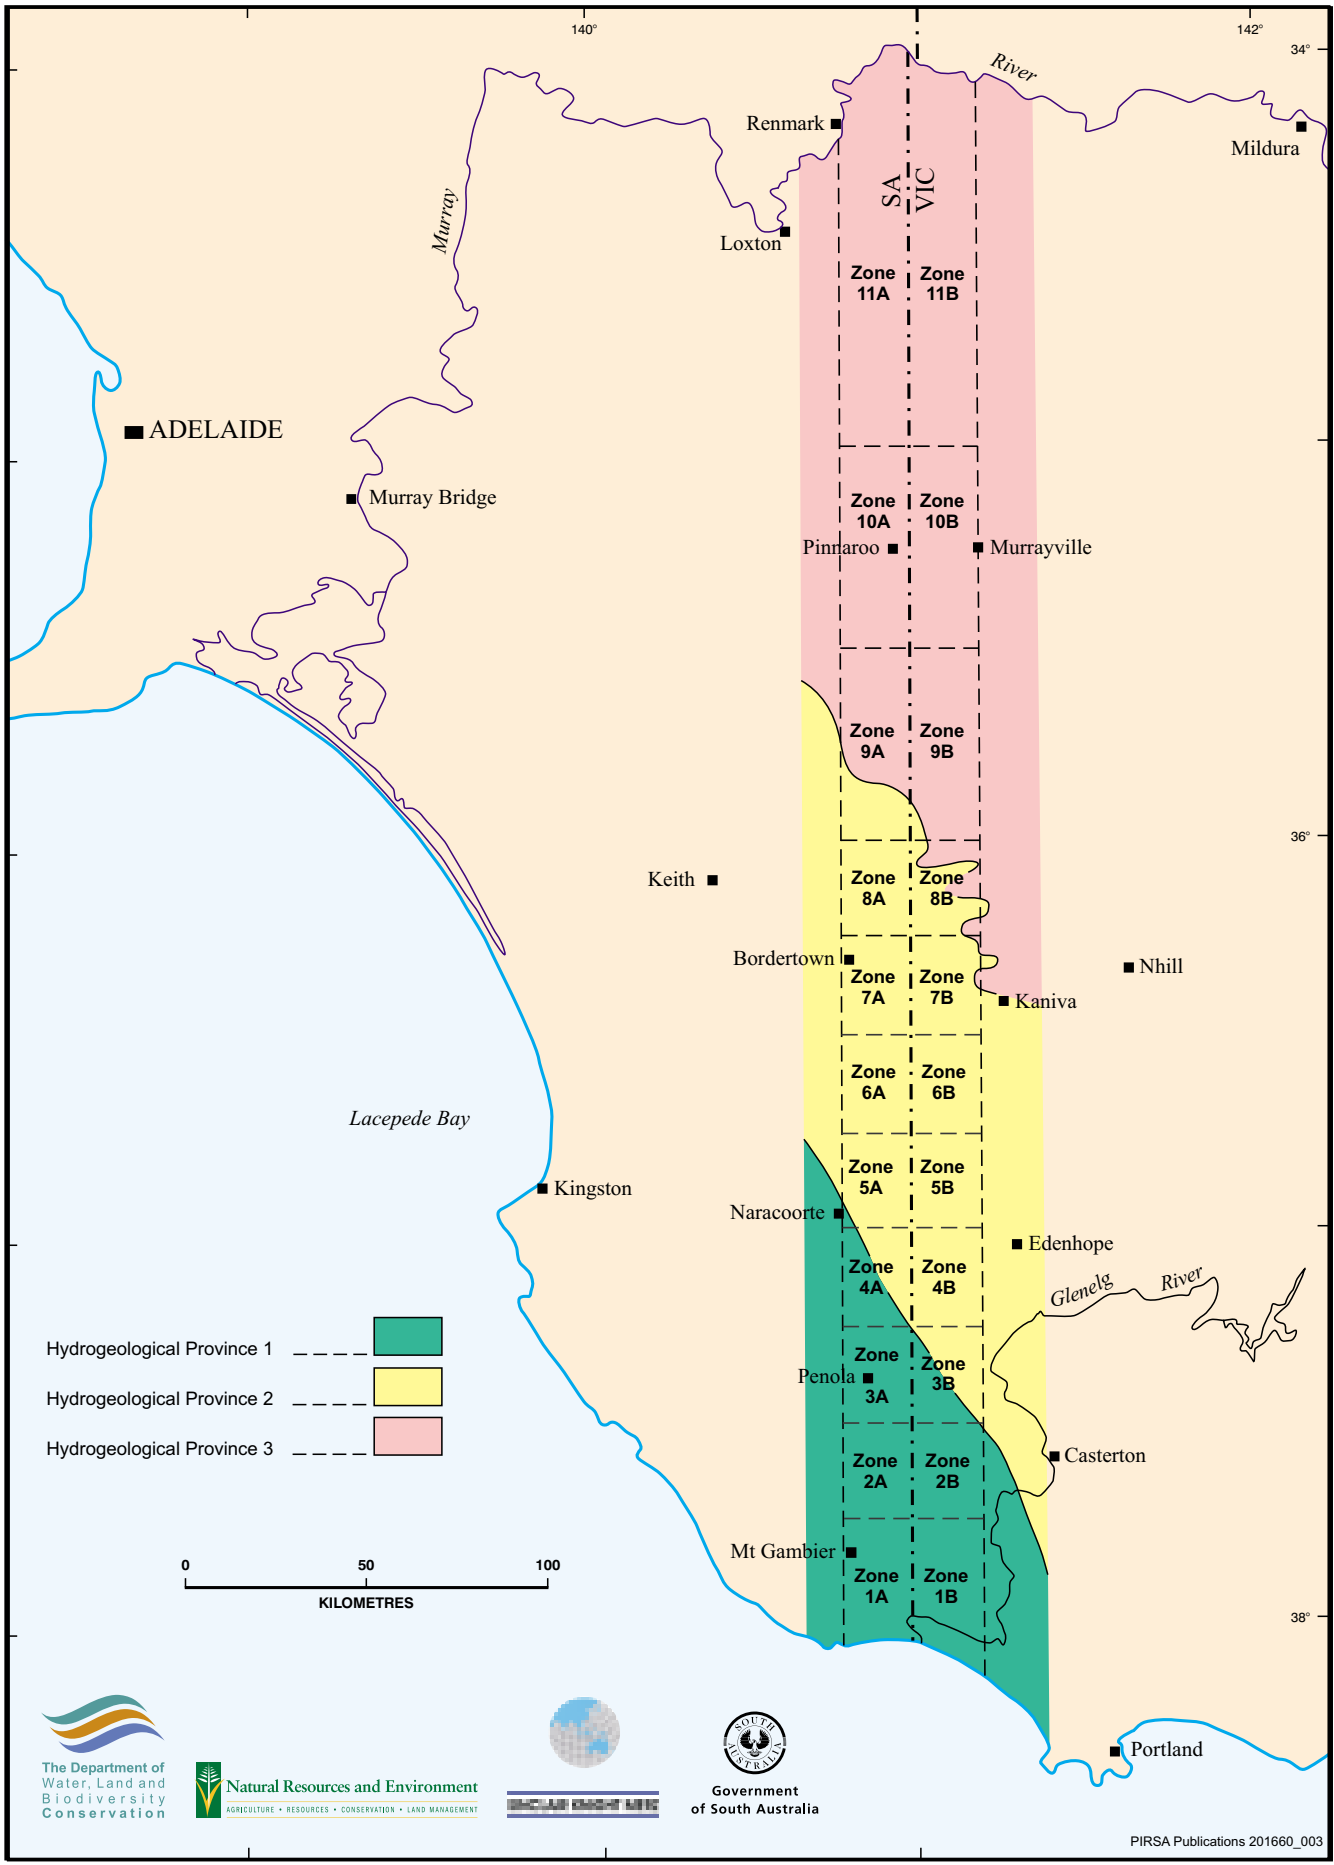 140°
142°
34°
River
Renmark
Mildura
SA
VIC
Murray
Loxton
Zone
11A
Zone
11B
ADELAIDE
Murray Bridge
Zone
10A
Zone
10B
Pinnaroo
Murrayville
Zone
9A
Zone
9B
36°
Keith
Zone
8A
Zone
8B
Bordertown
Nhill
Zone
7A
Zone
7B
Kaniva
Zone
6A
Zone
6B
Lacepede Bay
Zone
5A
Zone
5B
Kingston
Naracoorte
Edenhope
Zone
4A
Zone
4B
Glenelg River
Hydrogeological Province 1
Hydrogeological Province 2
Hydrogeological Province 3
Zone
3A
Zone
3B
Penola
Casterton
Zone
2A
Zone
2B
Mt Gambier
0 50 100
KILOMETRES
Zone
1A
Zone
1B
38°
Portland
The Department of
Water, Land and
Biodiversity
Conservation
Natural Resources and Environment
AGRICULTURE • RESOURCES • CONSERVATION • LAND MANAGEMENT
SOUTH AUSTRALIA
Government
of South Australia
PIRSA Publications 201660_003